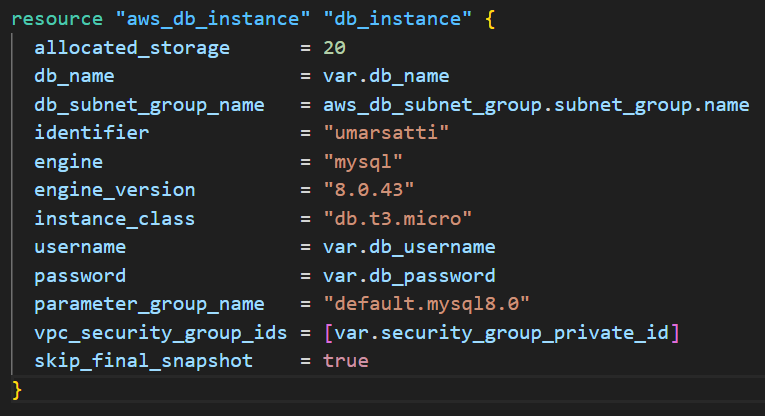 resource "aws_db_instance" "db_instance" {
  allocated_storage      = 20
  db_name                = var.db_name
  db_subnet_group_name   = aws_db_subnet_group.subnet_group.name
  identifier             = "umarsatti"
  engine                 = "mysql"
  engine_version         = "8.0.43"
  instance_class         = "db.t3.micro"
  username               = var.db_username
  password               = var.db_password
  parameter_group_name   = "default.mysql8.0"
  vpc_security_group_ids = [var.security_group_private_id]
  skip_final_snapshot    = true
}